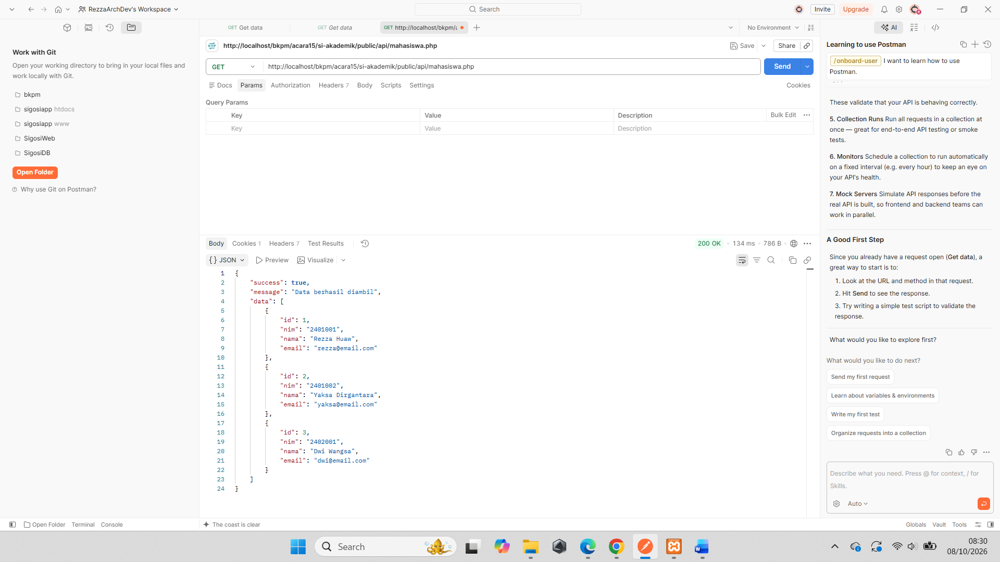 RezzaArchDev's Workspace
Search
Invite
Upgrade
GET Get data
GET Get data
GET http://localhost/bkpm/a
No Environment
AI
Work with Git
Open your working directory to bring in your local files and
work locally with Git.
bkpm
sigosiapp htdocs
sigosiapp www
SigosiWeb
SigosiDB
Open Folder
Why use Git on Postman?
HTTP
http://localhost/bkpm/acara15/si-akademik/public/api/mahasiswa.php
Save
Share
GET
http://localhost/bkpm/acara15/si-akademik/public/api/mahasiswa.php
Send
Docs
Params
Authorization
Headers 7
Body
Scripts
Settings
Cookies
Query Params
Key
Value
Description
Bulk Edit
Key
Value
Description
Body
Cookies 1
Headers 7
Test Results
200 OK
134 ms
786 B
{} JSON
Preview
Visualize
1 {
2 "success": true,
3 "message": "Data berhasil diambil",
4 "data": [
5 {
6 "id": 1,
7 "nim": "2401001",
8 "nama": "Rezza Huaw",
9 "email": "rezza@email.com"
10 },
11 {
12 "id": 2,
13 "nim": "2401002",
14 "nama": "Yaksa Dirgantara",
15 "email": "yaksa@email.com"
16 },
17 {
18 "id": 3,
19 "nim": "2402001",
20 "nama": "Dwi Wangsa",
21 "email": "dwi@email.com"
22 }
23 ]
24 }
Learning to use Postman
/onboard-user I want to learn how to use
Postman.
These validate that your API is behaving correctly.
5. Collection Runs Run all requests in a collection at
once — great for end-to-end API testing or smoke
tests.
6. Monitors Schedule a collection to run automatically
on a fixed interval (e.g. every hour) to keep an eye on
your API's health.
7. Mock Servers Simulate API responses before the
real API is built, so frontend and backend teams can
work in parallel.
A Good First Step
Since you already have a request open (Get data), a
great way to start is to:
1. Look at the URL and method in that request.
2. Hit Send to see the response.
3. Try writing a simple test script to validate the
response.
What would you like to explore first?
What would you like to do next?
Send my first request
Learn about variables & environments
Write my first test
Organize requests into a collection
Describe what you need. Press @ for context, / for
Skills.
Auto
Open Folder
Terminal
Console
The coast is clear
Globals
Vault
Tools
Search
08:30
08/10/2026